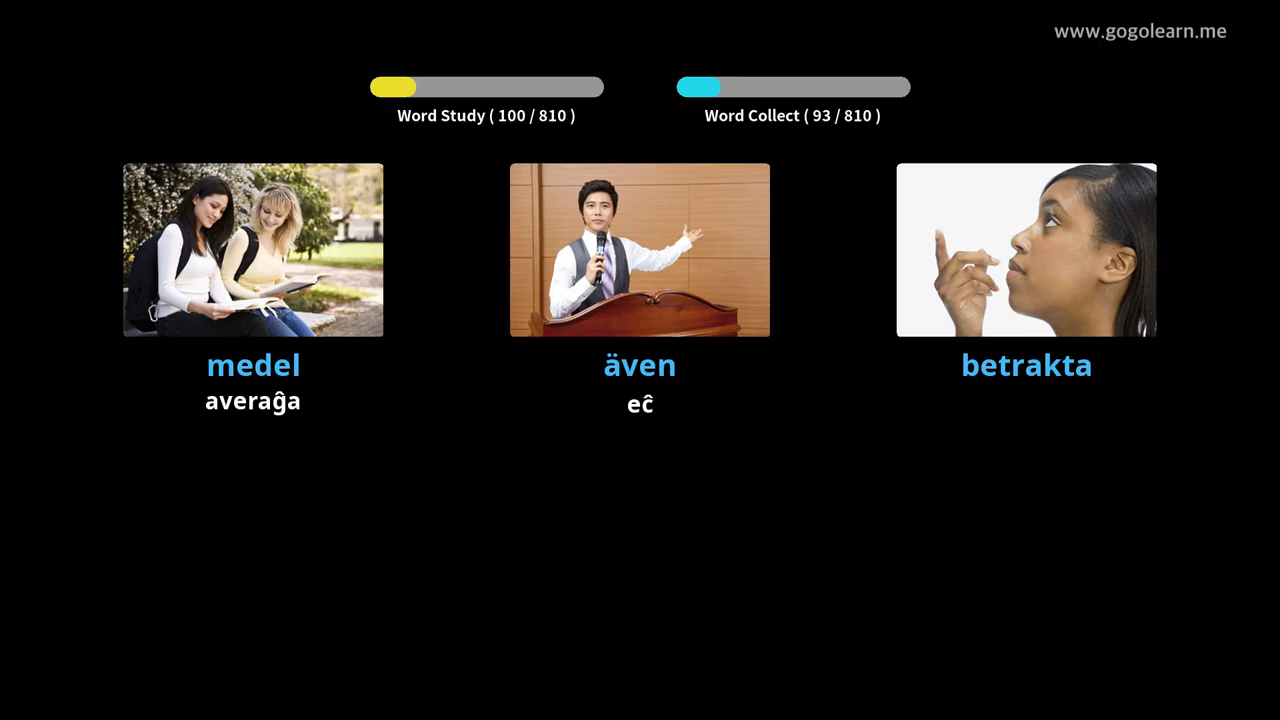 www.gogolearn.me
Word Study ( 100 / 810 )
Word Collect ( 93 / 810 )
medel
även
betrakta
averaĝa
eĉ